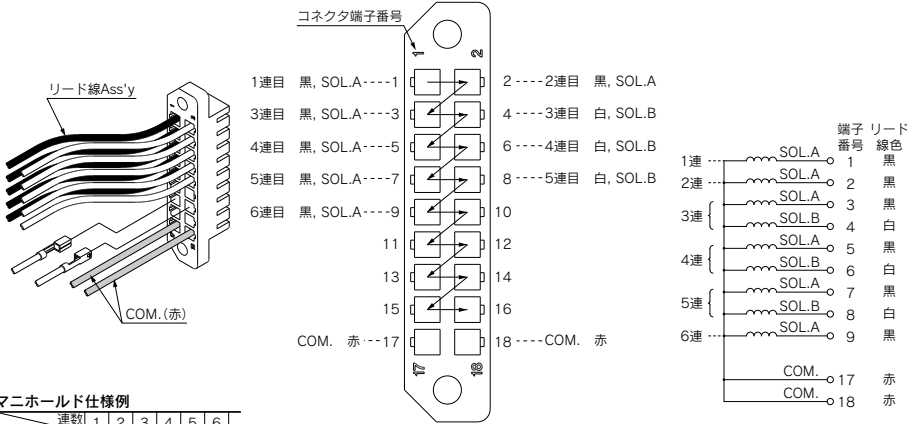 コネクタ端子番号
1
2
リード線Ass'y
1連目 黒, SOL.A----1
2----2連目 黒, SOL.A
3連目 黒, SOL.A----3
4----3連目 白, SOL.B
4連目 黒, SOL.A----5
6----4連目 白, SOL.B
5連目 黒, SOL.A----7
8----5連目 白, SOL.B
6連目 黒, SOL.A----9
10
11
12
13
14
15
16
COM. 赤---17
18----COM. 赤
17
18
COM.(赤)
端子番号 リード線色
1連 SOL.A 1 黒
2連 SOL.A 2 黒
3連 SOL.A 3 黒
SOL.B 4 白
4連 SOL.A 5 黒
SOL.B 6 白
5連 SOL.A 7 黒
SOL.B 8 白
6連 SOL.A 9 黒
COM. 17 赤
COM. 18 赤
マニホールド仕様例
連数 1 2 3 4 5 6